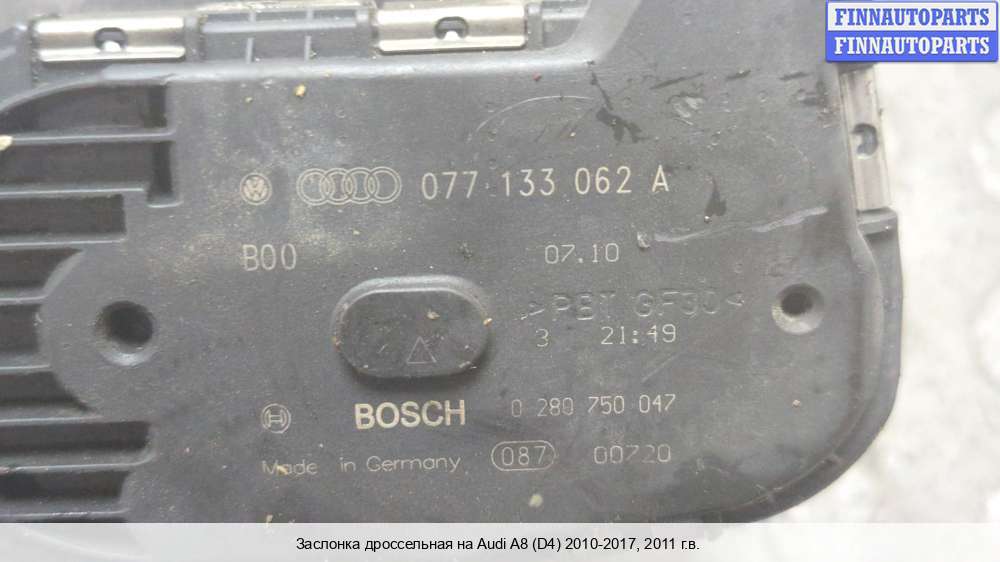 FINNAUTOPARTS
FINNAUTOPARTS
077 133 062 A
B00 07.10
>PBT GF30<
3 21:49
BOSCH 0 280 750 047
Made in Germany 087 00720
Заслонка дроссельная на Audi A8 (D4) 2010-2017, 2011 г.в.